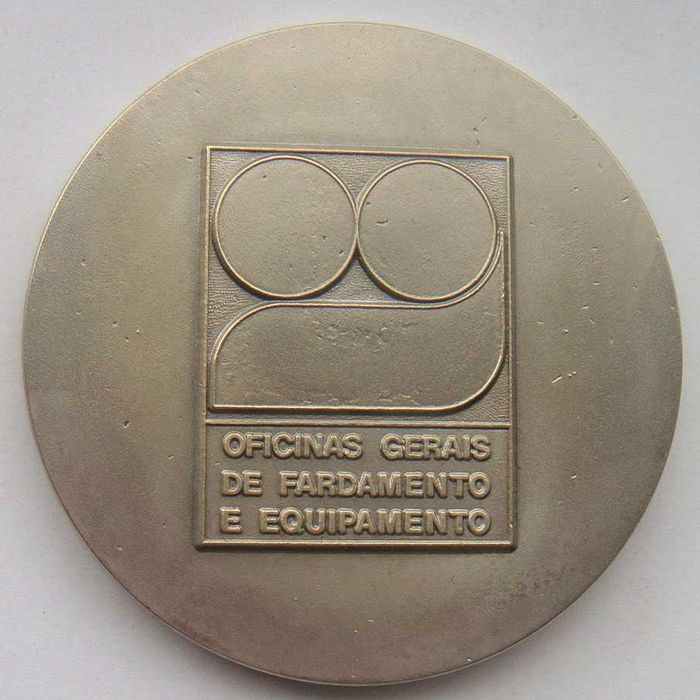 OFICINAS GERAIS
DE FARDAMENTO
E EQUIPAMENTO